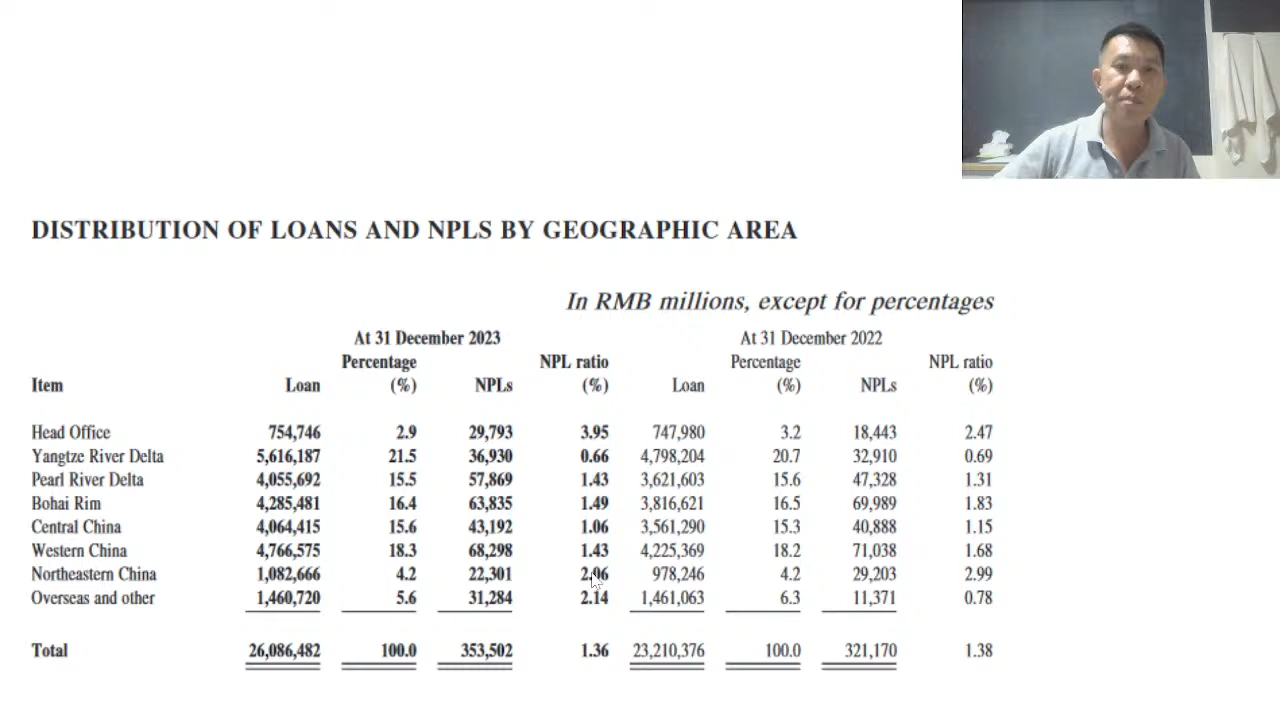 DISTRIBUTION OF LOANS AND NPLS BY GEOGRAPHIC AREA
In RMB millions, except for percentages
At 31 December 2023 At 31 December 2022
Percentage NPL ratio Percentage NPL ratio
Item Loan (%) NPLs (%) Loan (%) NPLs (%)
Head Office 754,746 2.9 29,793 3.95 747,980 3.2 18,443 2.47
Yangtze River Delta 5,616,187 21.5 36,930 0.66 4,798,204 20.7 32,910 0.69
Pearl River Delta 4,055,692 15.5 57,869 1.43 3,621,603 15.6 47,328 1.31
Bohai Rim 4,285,481 16.4 63,835 1.49 3,816,621 16.5 69,989 1.83
Central China 4,064,415 15.6 43,192 1.06 3,561,290 15.3 40,888 1.15
Western China 4,766,575 18.3 68,298 1.43 4,225,369 18.2 71,038 1.68
Northeastern China 1,082,666 4.2 22,301 2.06 978,246 4.2 29,203 2.99
Overseas and other 1,460,720 5.6 31,284 2.14 1,461,063 6.3 11,371 0.78
Total 26,086,482 100.0 353,502 1.36 23,210,376 100.0 321,170 1.38